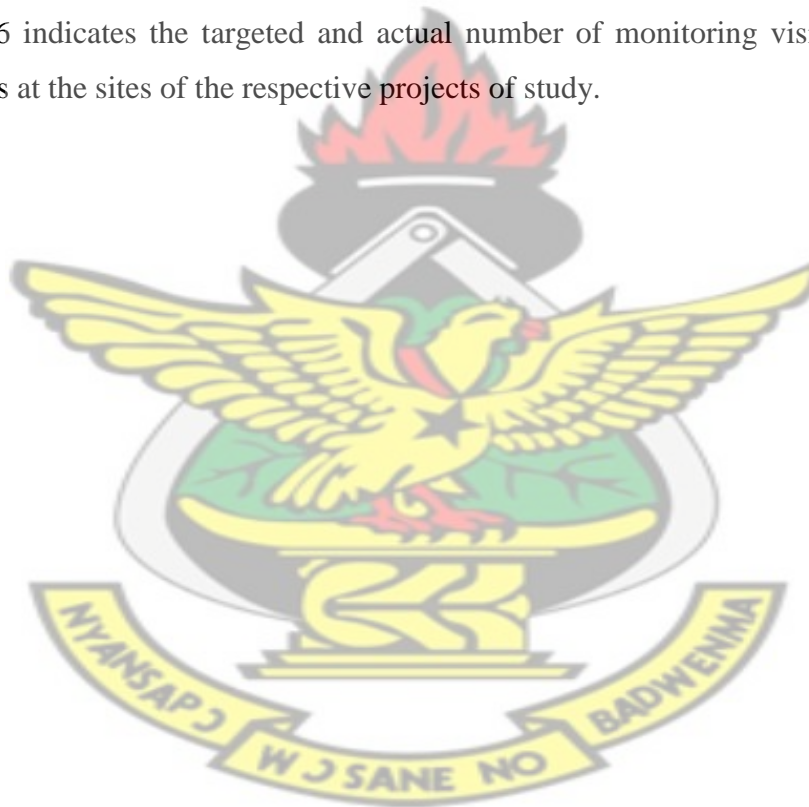 6 indicates the targeted and actual number of monitoring vis
s at the sites of the respective projects of study.
NYANSAPƆ WƆSANE NO BADWENMA